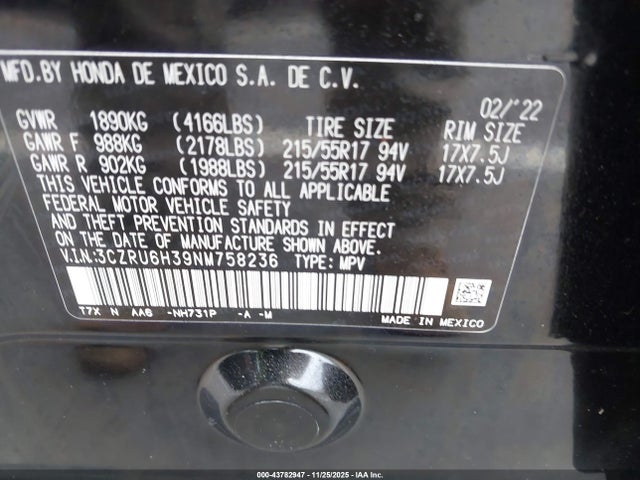 MFD.BY HONDA DE MEXICO S.A. DE C.V.
02/'22
GVWR 1890KG (4166LBS) TIRE SIZE RIM SIZE
GAWR F 988KG (2178LBS) 215/55R17 94V 17X7.5J
GAWR R 902KG (1988LBS) 215/55R17 94V 17X7.5J
THIS VEHICLE CONFORMS TO ALL APPLICABLE
FEDERAL MOTOR VEHICLE SAFETY
AND THEFT PREVENTION STANDARDS IN EFFECT
ON THE DATE OF MANUFACTURE SHOWN ABOVE.
V.I.N.:3CZRU6H39NM758236 TYPE: MPV
T7X N AA6 -NH731P -A -M
MADE IN MEXICO
000-43782947 - 11/25/2025 - IAA Inc.